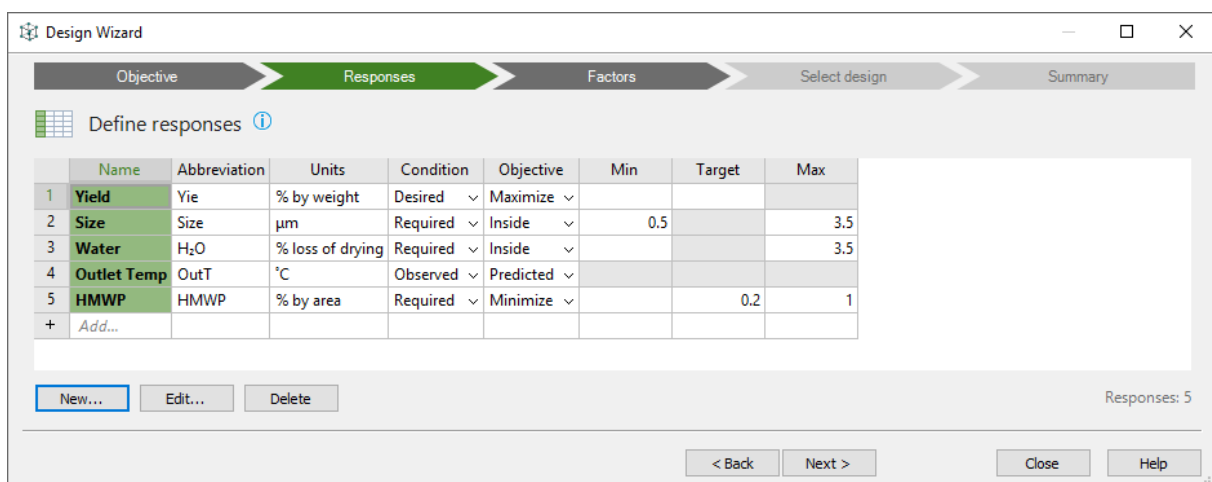 Design Wizard
Objective Responses Factors Select design Summary
Define responses
Name Abbreviation Units Condition Objective Min Target Max
1 Yield Yie % by weight Desired Maximize
2 Size Size µm Required Inside 0.5 3.5
3 Water H₂O % loss of drying Required Inside 3.5
4 Outlet Temp OutT °C Observed Predicted
5 HMWP HMWP % by area Required Minimize 0.2 1
+ Add...
New... Edit... Delete Responses: 5
< Back Next > Close Help